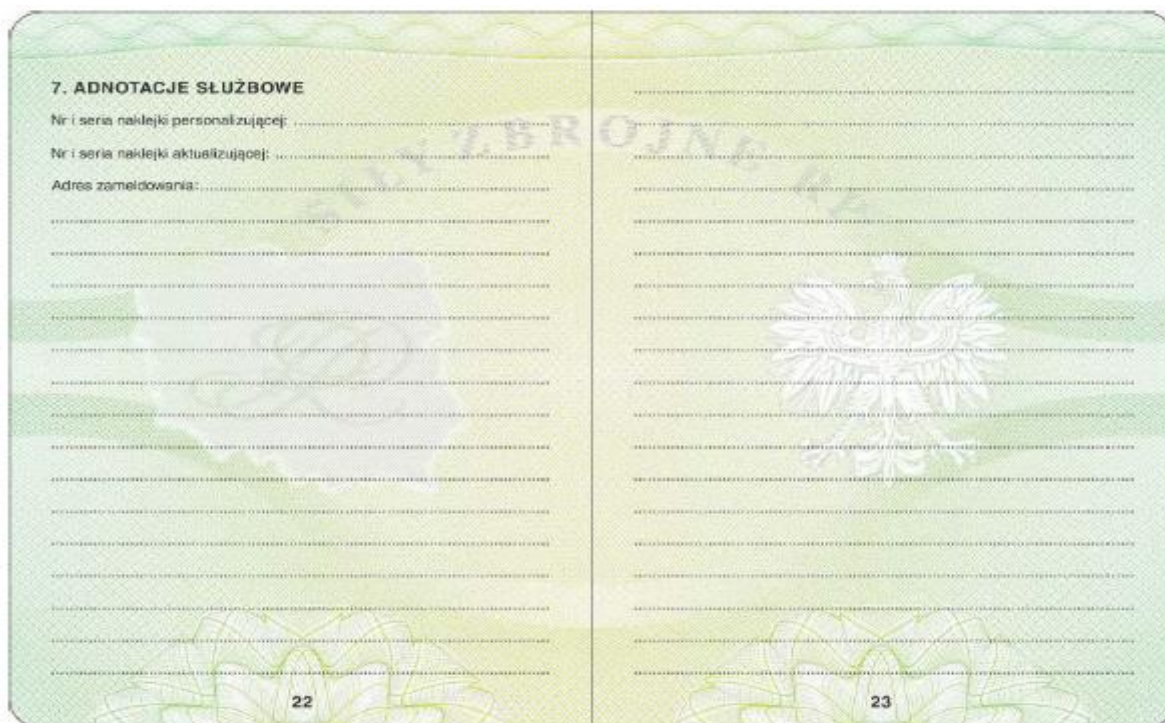 7. ADNOTACJE SŁUŻBOWE
Nr i seria naklejki personalizującej:
Nr i seria naklejki aktualizującej:
Adres zameldowania:
SIŁY ZBROJNE RP
22
23